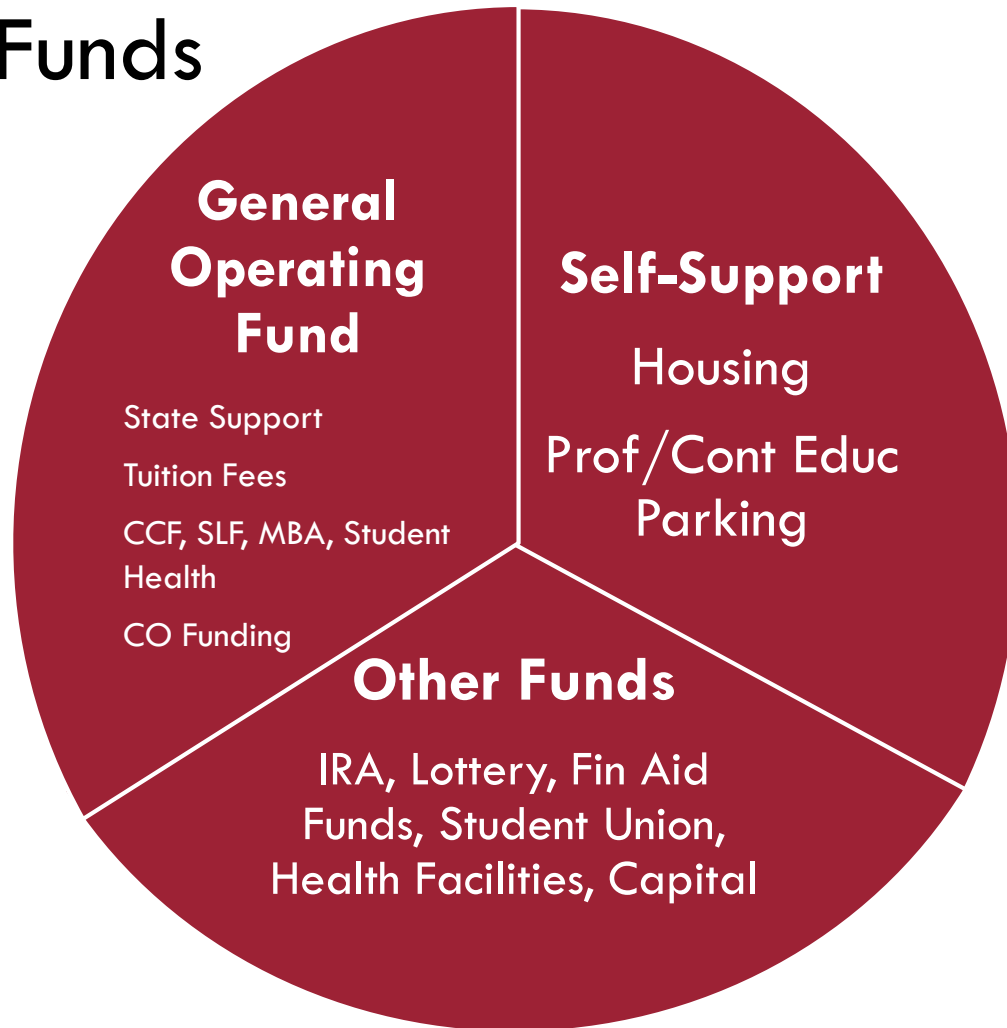 Funds
General
Operating
Fund
State Support
Tuition Fees
CCF, SLF, MBA, Student
Health
CO Funding
Self-Support
Housing
Prof/Cont Educ
Parking
Other Funds
IRA, Lottery, Fin Aid
Funds, Student Union,
Health Facilities, Capital